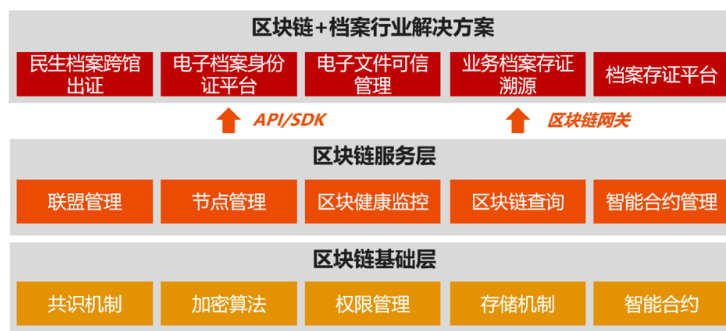 区块链+档案行业解决方案
民生档案跨馆
出证
电子档案身份
证平台
电子文件可信
管理
业务档案存证
溯源
档案存证平台
API/SDK
区块链网关
区块链服务层
联盟管理
节点管理
区块健康监控
区块链查询
智能合约管理
区块链基础层
共识机制
加密算法
权限管理
存储机制
智能合约